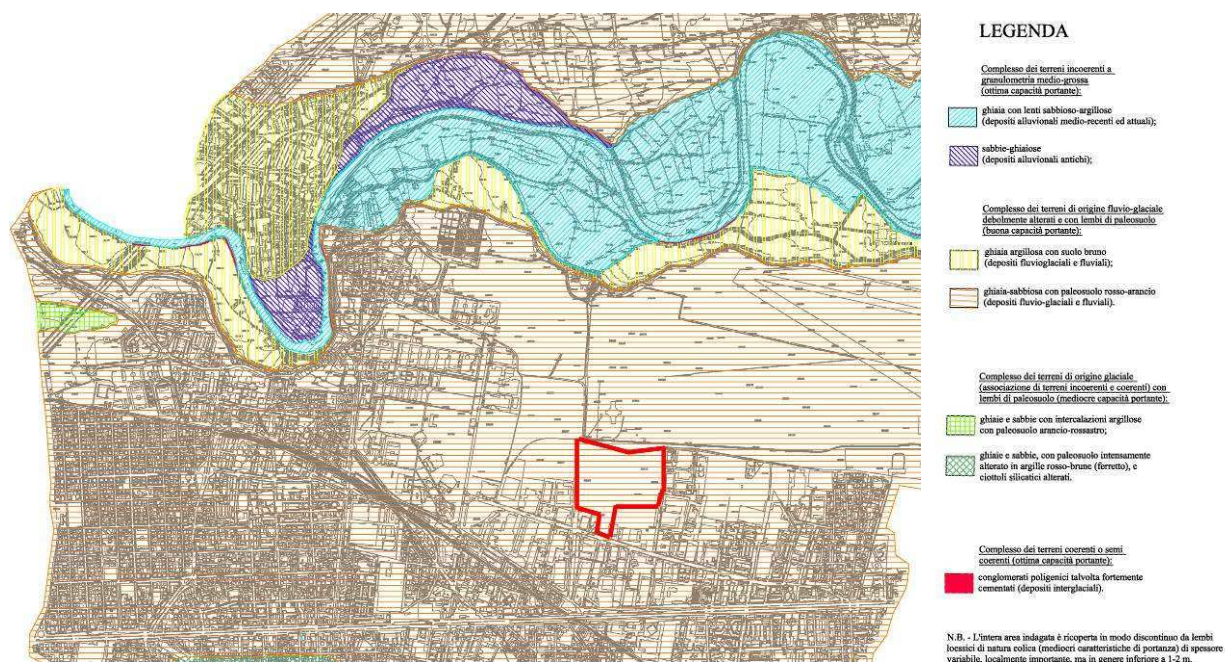 LEGENDA
Complesso dei terreni incoerenti a
granulometria medio-grossa
(ottima capacità portante):
ghiaia con lenti sabbioso-argillose
(depositi alluvionali medio-recenti ed attuali);
sabbie-ghiaiose
(depositi alluvionali antichi);
Complesso dei terreni di origine fluvio-glaciale
debolmente alterati e con lembi di paleosuolo
(buona capacità portante):
ghiaia argillosa con suolo bruno
(depositi fluvioglaciali e fluviali);
ghiaia-sabbiosa con paleosuolo rosso-arancio
(depositi fluvio-glaciali e fluviali).
Complesso dei terreni di origine glaciale
(associazione di terreni incoerenti e coerenti) con
lembi di paleosuolo (mediocre capacità portante):
ghiaie e sabbie con intercalazioni argillose
con paleosuolo arancio-rossastro;
ghiaie e sabbie, con paleosuolo intensamente
alterato in argille rosso-brune (ferretto), e
ciottoli silicatici alterati.
Complesso dei terreni coerenti o semi
coerenti (ottima capacità portante):
conglomerati poligenici talvolta fortemente
cementati (depositi interglaciali).
N.B. - L'intera area indagata è ricoperta in modo discontinuo da lembi
loessici di natura eolica (mediocri caratteristiche di portanza) di spessore
variabile, localmente importante, ma in genere inferiore a 1-2 m.